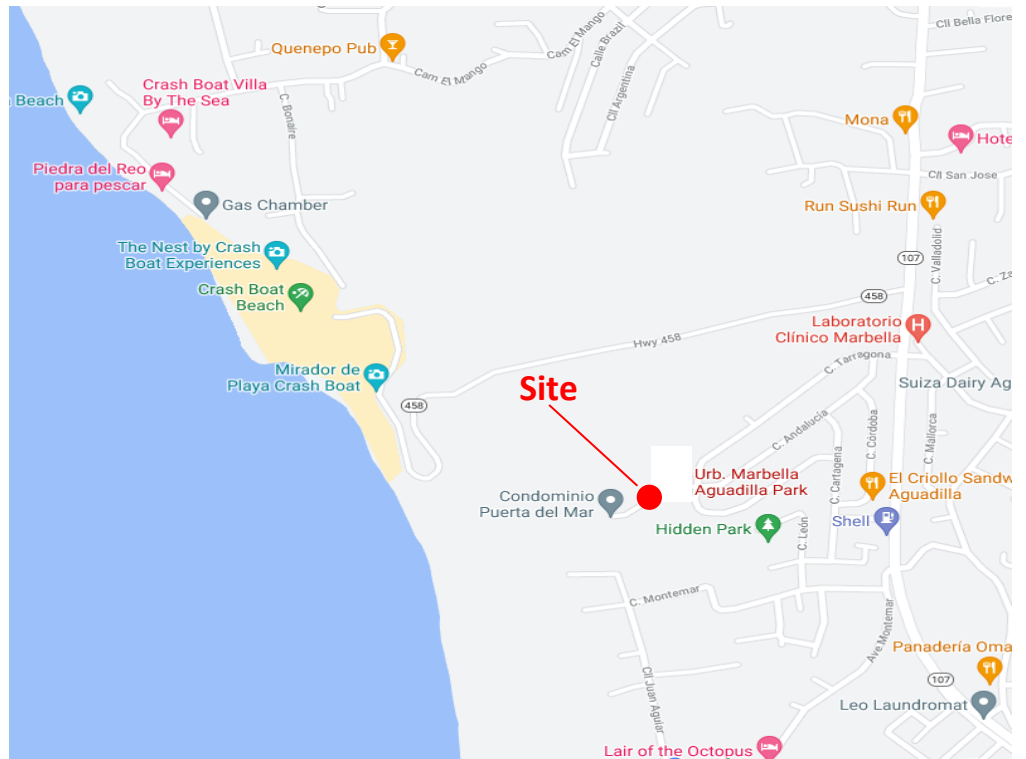 Cll Bella Flore
Quenepo Pub
Cam El Mango
Cam El Mango
Calle Brazil
Cll Argentina
Crash Boat Villa
By The Sea
Beach
C. Bonaire
Mona
Hote
Piedra del Reo
para pescar
Cll San Jose
Gas Chamber
Run Sushi Run
C. Valladolid
The Nest by Crash
Boat Experiences
107
C. Za
Crash Boat
Beach
458
Laboratorio
Clínico Marbella
Hwy 458
C. Tarragona
Mirador de
Playa Crash Boat
Suiza Dairy Ag
Site
458
C. Andalucía
C. Córdoba
C. Mallorca
C. Cartagena
Urb. Marbella
Aguadilla Park
El Criollo Sandw
Aguadilla
Condominio
Puerta del Mar
Hidden Park
Shell
C. León
C. Montemar
Ave Montemar
Panadería Oma
107
Cll Juan Aguiar
Leo Laundromat
Lair of the Octopus